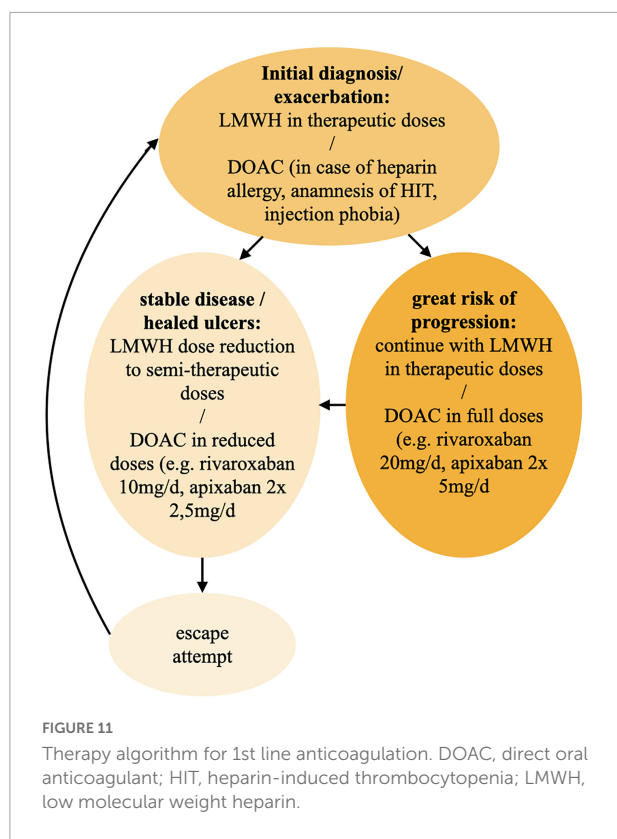 Initial diagnosis/
exacerbation:
LMWH in therapeutic doses
/
DOAC (in case of heparin
allergy, anamnesis of HIT,
injection phobia)
stable disease /
healed ulcers:
LMWH dose reduction
to semi-therapeutic
doses
/
DOAC in reduced
doses (e.g. rivaroxaban
10mg/d, apixaban 2x
2,5mg/d
great risk of
progression:
continue with LMWH
in therapeutic doses
/
DOAC in full doses
(e.g. rivaroxaban
20mg/d, apixaban 2x
5mg/d
escape
attempt
FIGURE 11
Therapy algorithm for 1st line anticoagulation. DOAC, direct oral
anticoagulant; HIT, heparin-induced thrombocytopenia; LMWH,
low molecular weight heparin.